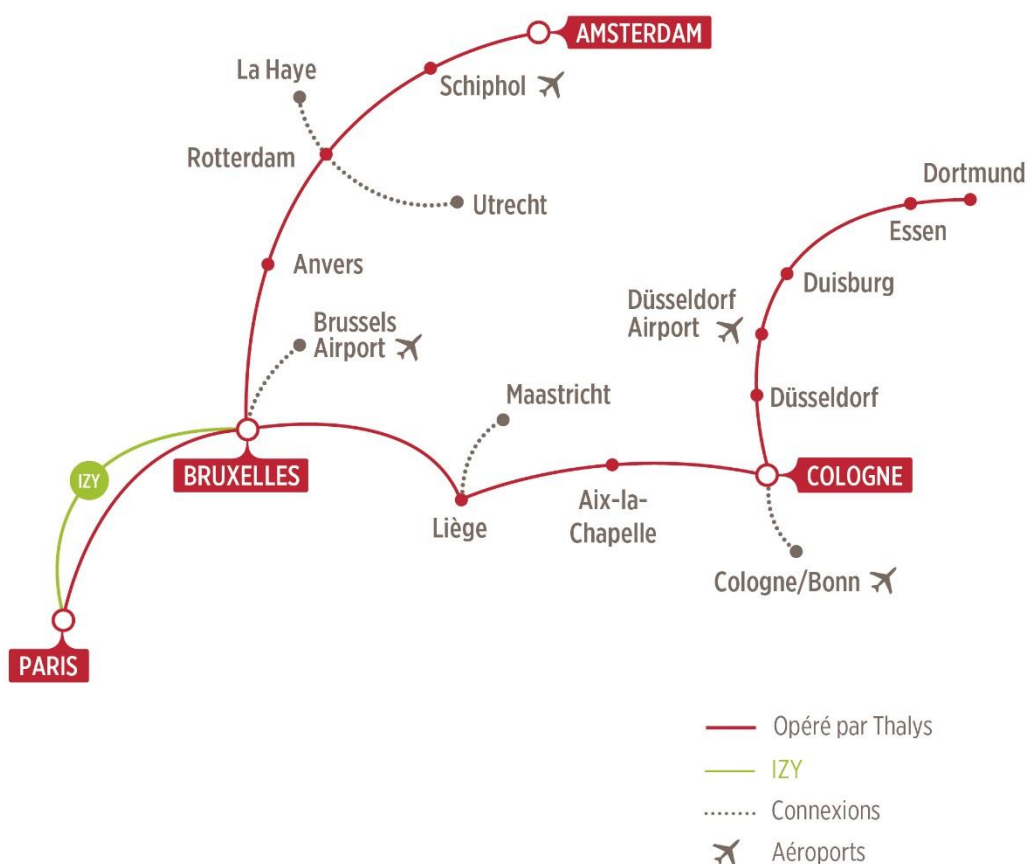 AMSTERDAM
La Haye
Schiphol
Rotterdam
Dortmund
Utrecht
Essen
Anvers
Duisburg
Düsseldorf
Airport
Brussels
Airport
Maastricht
Düsseldorf
IZY
BRUXELLES
COLOGNE
Liège
Aix-la-
Chapelle
Cologne/Bonn
PARIS
Opéré par Thalys
IZY
Connexions
Aéroports